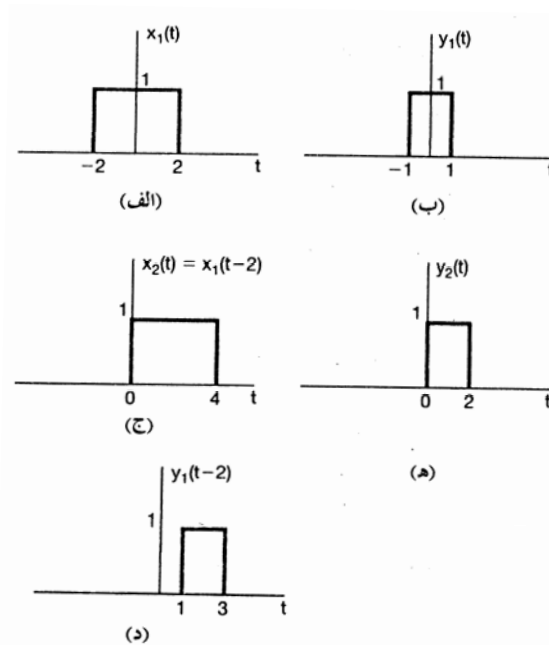 x₁(t)
1
−2 2 t
(الف)
y₁(t)
1
−1 1 t
(ب)
x₂(t) = x₁(t−2)
1
0 4 t
(ج)
y₂(t)
1
0 2 t
(ه)
y₁(t−2)
1
1 3 t
(د)